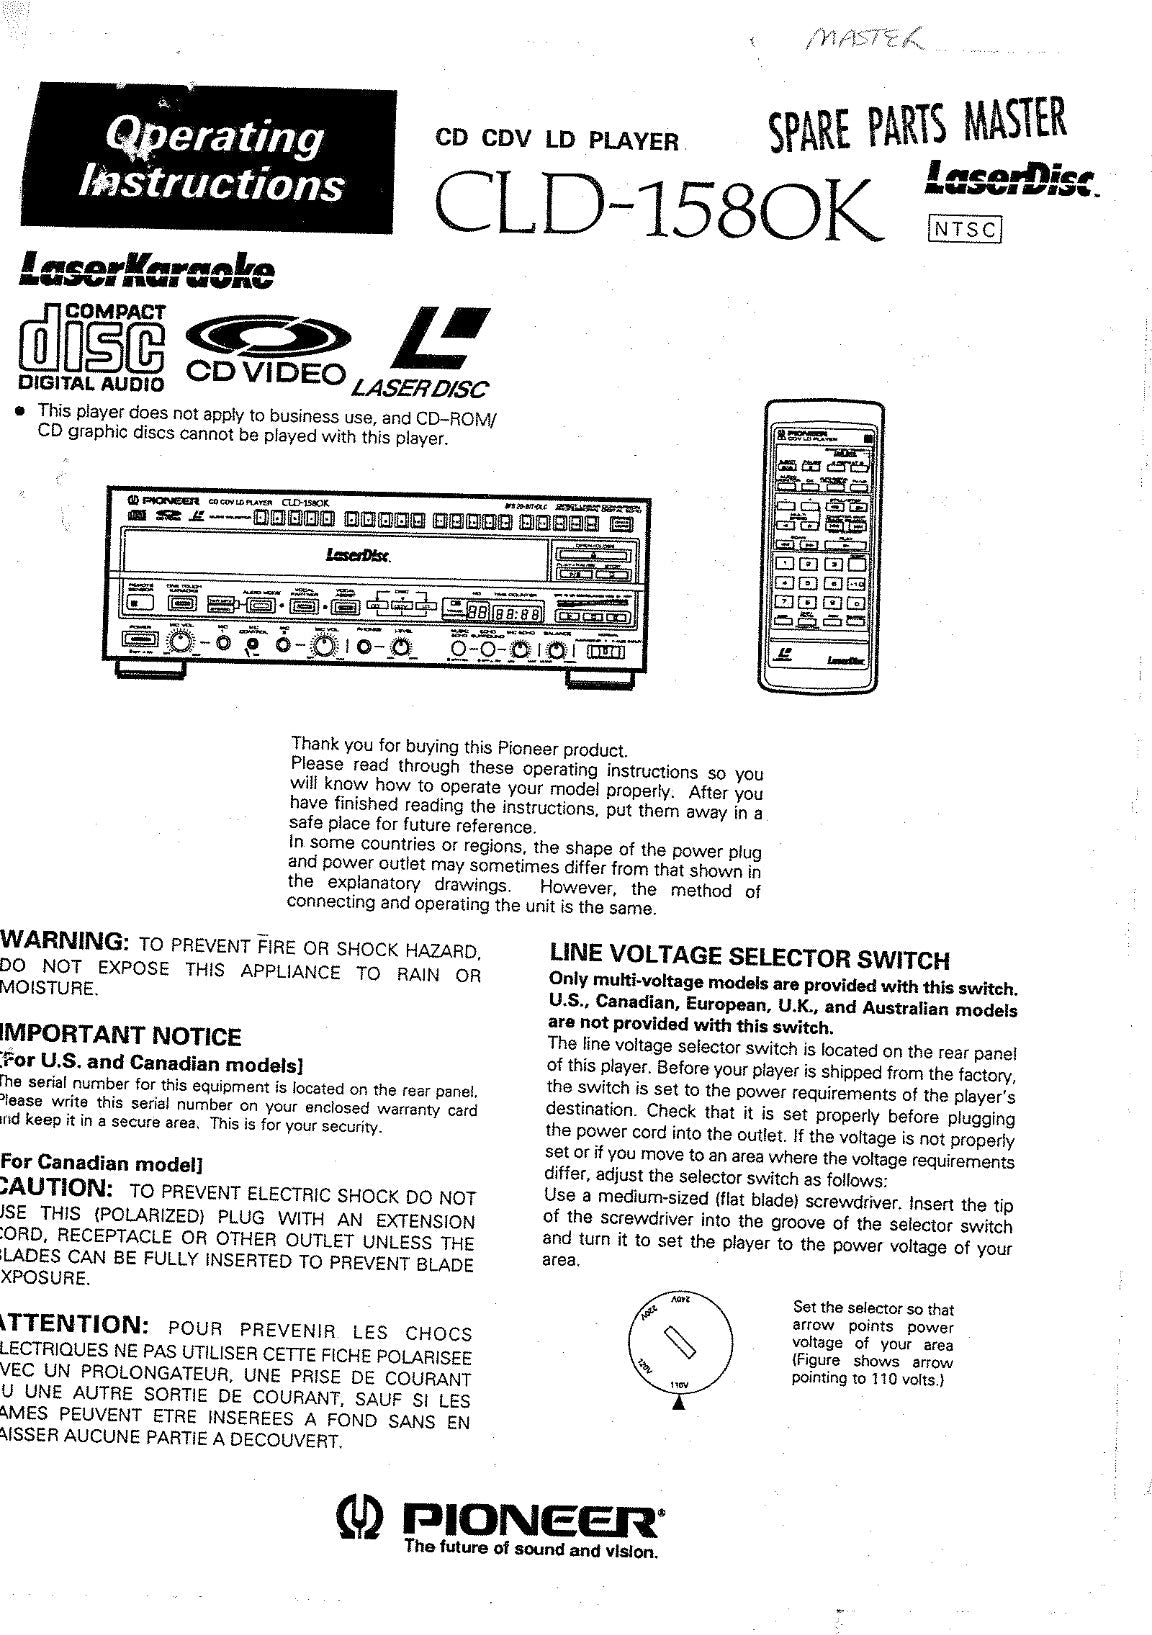 MASTER
Operating
Instructions
CD CDV LD PLAYER
SPARE PARTS MASTER
CLD-1580K
LaserDisc.
NTSC
LaserKaraoke
COMPACT
disc
DIGITAL AUDIO
CD VIDEO
LASERDISC
● This player does not apply to business use, and CD-ROM/
CD graphic discs cannot be played with this player.
PIONEER CD CDV LD PLAYER CLD-1580K
LaserDisc.
PIONEER
CDV LD PLAYER
LaserDisc
Thank you for buying this Pioneer product.
Please read through these operating instructions so you
will know how to operate your model properly. After you
have finished reading the instructions, put them away in a
safe place for future reference.
In some countries or regions, the shape of the power plug
and power outlet may sometimes differ from that shown in
the explanatory drawings. However, the method of
connecting and operating the unit is the same.
WARNING: TO PREVENT FIRE OR SHOCK HAZARD,
DO NOT EXPOSE THIS APPLIANCE TO RAIN OR
MOISTURE.
IMPORTANT NOTICE
[For U.S. and Canadian models]
The serial number for this equipment is located on the rear panel.
Please write this serial number on your enclosed warranty card
and keep it in a secure area. This is for your security.
For Canadian model]
CAUTION: TO PREVENT ELECTRIC SHOCK DO NOT
USE THIS (POLARIZED) PLUG WITH AN EXTENSION
CORD, RECEPTACLE OR OTHER OUTLET UNLESS THE
BLADES CAN BE FULLY INSERTED TO PREVENT BLADE
XPOSURE.
ATTENTION: POUR PREVENIR LES CHOCS
LECTRIQUES NE PAS UTILISER CETTE FICHE POLARISEE
VEC UN PROLONGATEUR, UNE PRISE DE COURANT
U UNE AUTRE SORTIE DE COURANT, SAUF SI LES
AMES PEUVENT ETRE INSEREES A FOND SANS EN
AISSER AUCUNE PARTIE A DECOUVERT.
LINE VOLTAGE SELECTOR SWITCH
Only multi-voltage models are provided with this switch.
U.S., Canadian, European, U.K., and Australian models
are not provided with this switch.
The line voltage selector switch is located on the rear panel
of this player. Before your player is shipped from the factory,
the switch is set to the power requirements of the player's
destination. Check that it is set properly before plugging
the power cord into the outlet. If the voltage is not properly
set or if you move to an area where the voltage requirements
differ, adjust the selector switch as follows:
Use a medium-sized (flat blade) screwdriver. Insert the tip
of the screwdriver into the groove of the selector switch
and turn it to set the player to the power voltage of your
area.
240V
220V
120V
110V
Set the selector so that
arrow points power
voltage of your area
(Figure shows arrow
pointing to 110 volts.)
PIONEER®
The future of sound and vision.